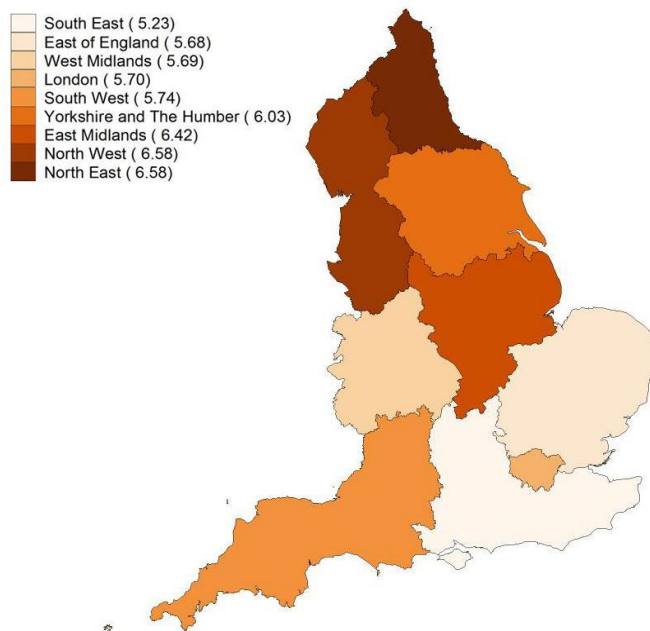 South East ( 5.23)
East of England ( 5.68)
West Midlands ( 5.69)
London ( 5.70)
South West ( 5.74)
Yorkshire and The Humber ( 6.03)
East Midlands ( 6.42)
North West ( 6.58)
North East ( 6.58)